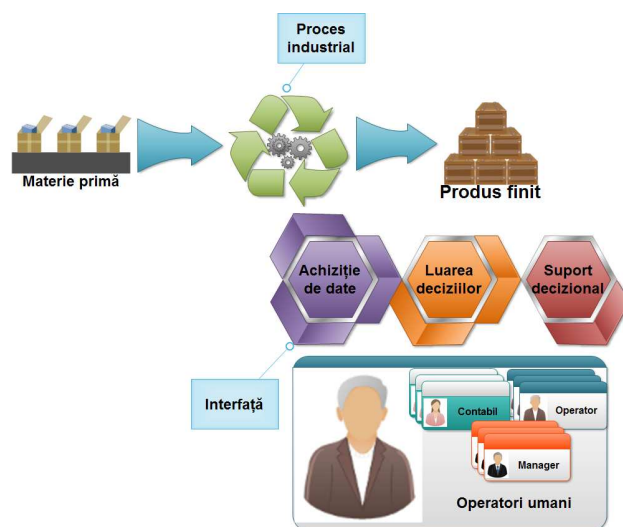 Proces
industrial
Materie primă
Produs finit
Achiziție
de date
Luarea
deciziilor
Suport
decizional
Interfață
Contabil
Operator
Manager
Operatori umani